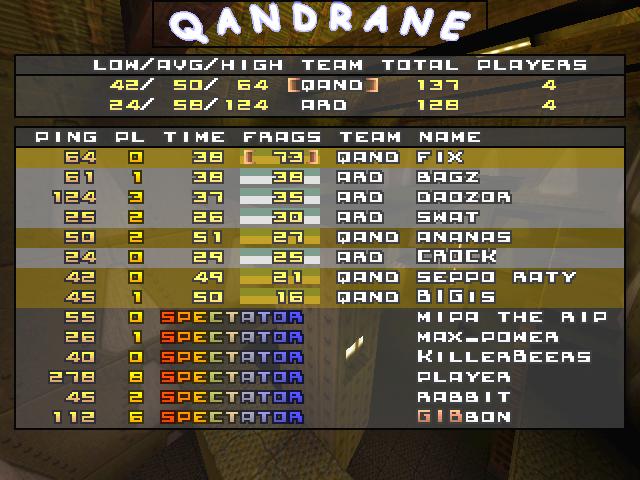 QANDRANE
LOW/AVG/HIGH TEAM TOTAL PLAYERS
42/ 50/ 64 [QAND] 137 4
24/ 58/124 ARO 128 4
PING PL TIME FRAGS TEAM NAME
64 0 38 [ 73 ] QAND FIX
61 1 38 38 ARO BAGZ
124 3 37 35 ARO DAOZOR
25 2 26 30 ARO SWAT
50 2 51 27 QAND ANANAS
24 0 29 25 ARO CROCK
42 0 49 21 QAND SEPPO RATY
45 1 50 16 QAND BIGIS
55 0 SPECTATOR MIPA THE RIP
26 1 SPECTATOR MAX_POWER
40 0 SPECTATOR KILLERBEERS
278 8 SPECTATOR PLAYER
45 2 SPECTATOR RABBIT
112 6 SPECTATOR GIBBON